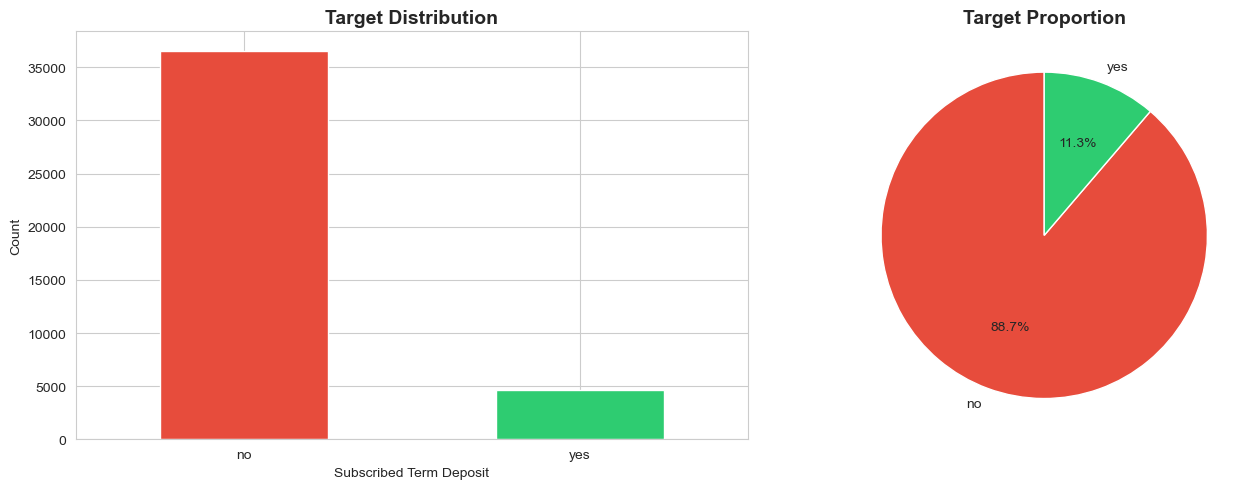 Target Distribution
35000
30000
25000
20000
15000
10000
5000
0
Count
no
yes
Subscribed Term Deposit
Target Proportion
yes
11.3%
88.7%
no